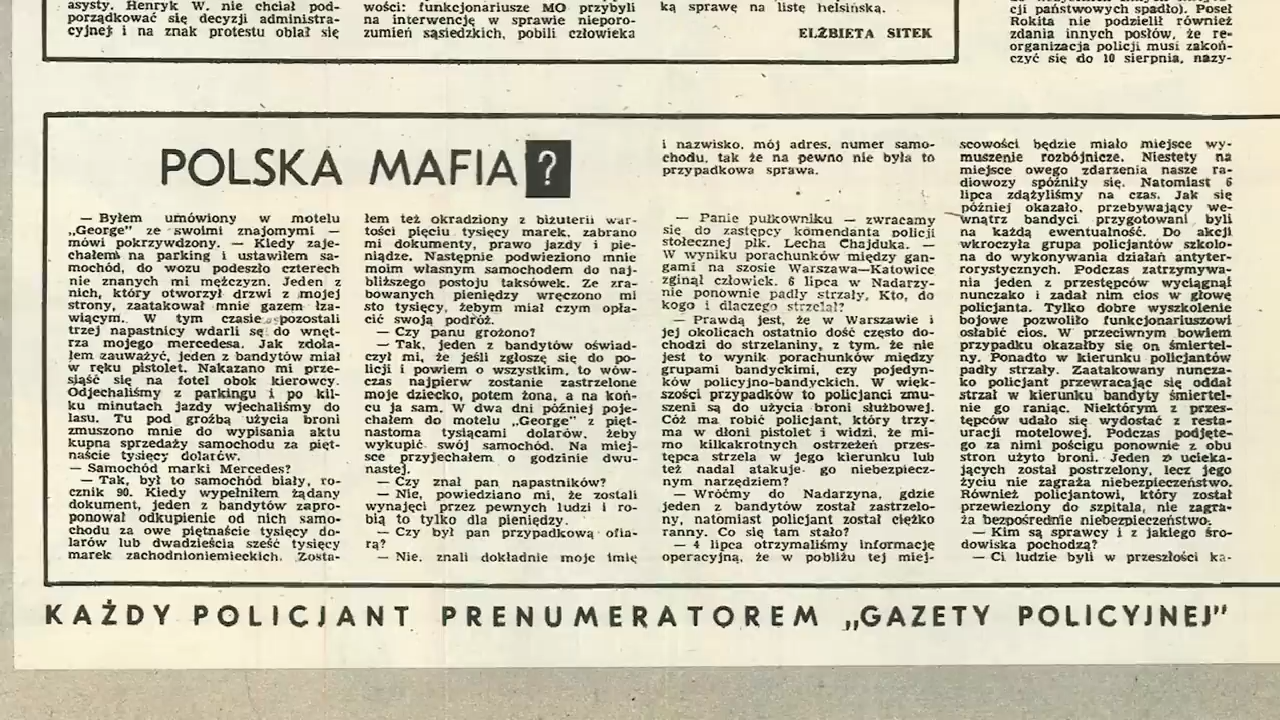 asysty. Henryk W. nie chciał pod-
porządkować się decyzji administra-
cyjnej i na znak protestu oblał się
wości: funkcjonariusze MO przybyli
na interwencję w sprawie nieporo-
zumień sąsiedzkich, pobili człowieka
ką sprawę na listę helsińską.
ELŻBIETA SITEK
cji państwowych spadło). Poseł
Rokita nie podzielił również
zdania innych posłów, że re-
organizacja policji musi zakoń-
czyć się do 10 sierpnia, nazy-
POLSKA MAFIA?
— Byłem umówiony w motelu
„George" ze swoimi znajomymi —
mówi pokrzywdzony. — Kiedy zaje-
chałem na parking i ustawiłem sa-
mochód, do wozu podeszło czterech
nie znanych mi mężczyzn. Jeden z
nich, który otworzył drzwi z mojej
strony, zaatakował mnie gazem łza-
wiącym. W tym czasie pozostali
trzej napastnicy wdarli się do wnęt-
rza mojego mercedesa. Jak zdoła-
łem zauważyć, jeden z bandytów miał
w ręku pistolet. Nakazano mi prze-
siąść się na fotel obok kierowcy.
Odjechaliśmy z parkingu i po kil-
ku minutach jazdy wjechaliśmy do
lasu. Tu pod groźbą użycia broni
zmuszono mnie do wypisania aktu
kupna sprzedaży samochodu za pięt-
naście tysięcy dolarów.
— Samochód marki Mercedes?
— Tak, był to samochód biały, ro-
cznik 90. Kiedy wypełniłem żądany
dokument, jeden z bandytów zapro-
ponował odkupienie od nich samo-
chodu za owe piętnaście tysięcy do-
larów lub dwadzieścia sześć tysięcy
marek zachodnioniemieckich. Zosta-
łem też okradziony z biżuterii war-
tości pięciu tysięcy marek, zabrano
mi dokumenty, prawo jazdy i pie-
niądze. Następnie podwieziono mnie
moim własnym samochodem do naj-
bliższego postoju taksówek. Ze zra-
bowanych pieniędzy wręczono mi
sto tysięcy, żebym miał czym opła-
cić swoją podróż.
— Czy panu grożono?
— Tak, jeden z bandytów oświad-
czył mi, że jeśli zgłoszę się do po-
licji i powiem o wszystkim, to wów-
czas najpierw zostanie zastrzelone
moje dziecko, potem żona, a na koń-
cu ja sam. W dwa dni później poje-
chałem do motelu „George" z pięt-
nastoma tysiącami dolarów, żeby
wykupić swój samochód. Na miej-
sce przyjechałem o godzinie dwu-
nastej.
— Czy znał pan napastników?
— Nie, powiedziano mi, że zostali
wynajęci przez pewnych ludzi i ro-
bią to tylko dla pieniędzy.
— Czy był pan przypadkową ofia-
rą?
— Nie, znali dokładnie moje imię
i nazwisko, mój adres, numer samo-
chodu, tak że na pewno nie była to
przypadkowa sprawa.
— Panie pułkowniku — zwracamy
się do zastępcy komendanta policji
stołecznej płk. Lecha Chajduka. —
W wyniku porachunków między gan-
gami na szosie Warszawa—Katowice
zginął człowiek. 6 lipca w Nadarzy-
nie ponownie padły strzały. Kto, do
kogo i dlaczego strzelał?
— Prawdą jest, że w Warszawie i
jej okolicach ostatnio dość często do-
chodzi do strzelaniny, z tym, że nie
jest to wynik porachunków między
grupami bandyckimi, czy pojedyn-
ków policyjno-bandyckich. W więk-
szości przypadków to policjanci zmu-
szeni są do użycia broni służbowej.
Cóż ma robić policjant, który trzy-
ma w dłoni pistolet i widzi, że mi-
mo kilkakrotnych ostrzeżeń przes-
tępca strzela w jego kierunku lub
też nadal atakuje go niebezpiecz-
nym narzędziem?
— Wróćmy do Nadarzyna, gdzie
jeden z bandytów został zastrzelo-
ny, natomiast policjant został ciężko
ranny. Co się tam stało?
— 4 lipca otrzymaliśmy informację
operacyjną, że w pobliżu tej miej-
scowości będzie miało miejsce wy-
muszenie rozbójnicze. Niestety na
miejsce owego zdarzenia nasze ra-
diowozy spóźniły się. Natomiast 6
lipca zdążyliśmy na czas. Jak się
później okazało, przebywający we-
wnątrz bandyci przygotowani byli
na każdą ewentualność. Do akcji
wkroczyła grupa policjantów szkolo-
na do wykonywania działań antyter-
rorystycznych. Podczas zatrzymywa-
nia jeden z przestępców wyciągnął
nunczako i zadał nim cios w głowę
policjanta. Tylko dobre wyszkolenie
bojowe pozwoliło funkcjonariuszowi
osłabić cios. W przeciwnym bowiem
przypadku okazałby się on śmiertel-
ny. Ponadto w kierunku policjantów
padły strzały. Zaatakowany nuncza-
ko policjant przewracając się oddał
strzał w kierunku bandyty śmiertel-
nie go raniąc. Niektórym z przes-
tępców udało się wydostać z resta-
uracji motelowej. Podczas podjęte-
go za nimi pościgu ponownie z obu
stron użyto broni. Jeden z ucieka-
jących został postrzelony, lecz jego
życiu nie zagraża niebezpieczeństwo.
Również policjantowi, który został
przewieziony do szpitala, nie zagra-
ża bezpośrednie niebezpieczeństwo.
— Kim są sprawcy i z jakiego śro-
dowiska pochodzą?
— Ci ludzie byli w przeszłości ka-
KAŻDY POLICJANT PRENUMERATOREM „GAZETY POLICYJNEJ"